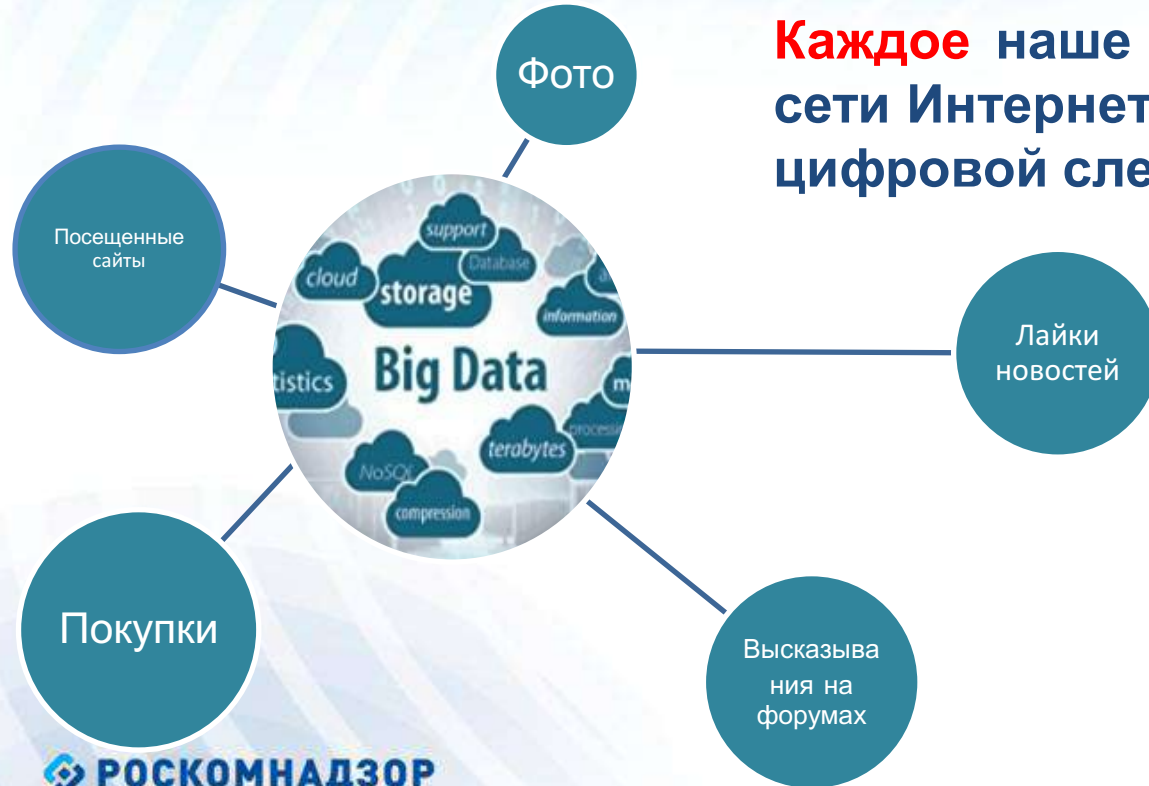 Каждое наше
сети Интернет
цифровой сле
Фото
Посещенные
сайты
support
Database
cloud
storage
information
tistics
Big Data
terabytes
processi
NoSQL
compression
Лайки
новостей
Покупки
Высказыва
ния на
форумах
РОСКОМНАДЗОР